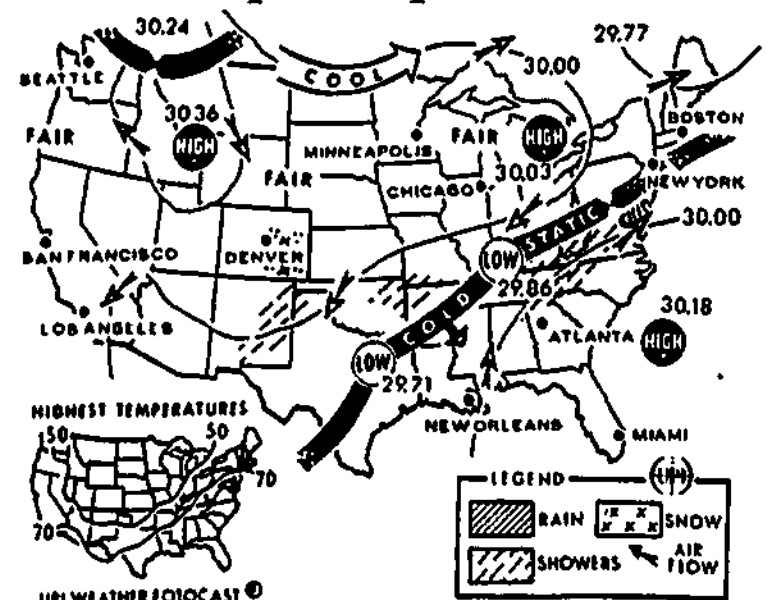 30.24
29.77
SEATTLE
COOL
30.00
30.36
HIGH
BOSTON
FAIR
FAIR
HIGH
MINNEAPOLIS
30.03
FAIR
CHICAGO
NEW YORK
STATIC
30.00
SAN FRANCISCO
DENVER
LOW
29.86
30.18
COLD
LOS ANGELES
ATLANTA
HIGH
LOW
29.71
HIGHEST TEMPERATURES
NEW ORLEANS
MIAMI
50
50
70
70
LEGEND
RAIN
SNOW
SHOWERS
AIR
FLOW
UPI WEATHER FOTOCAST